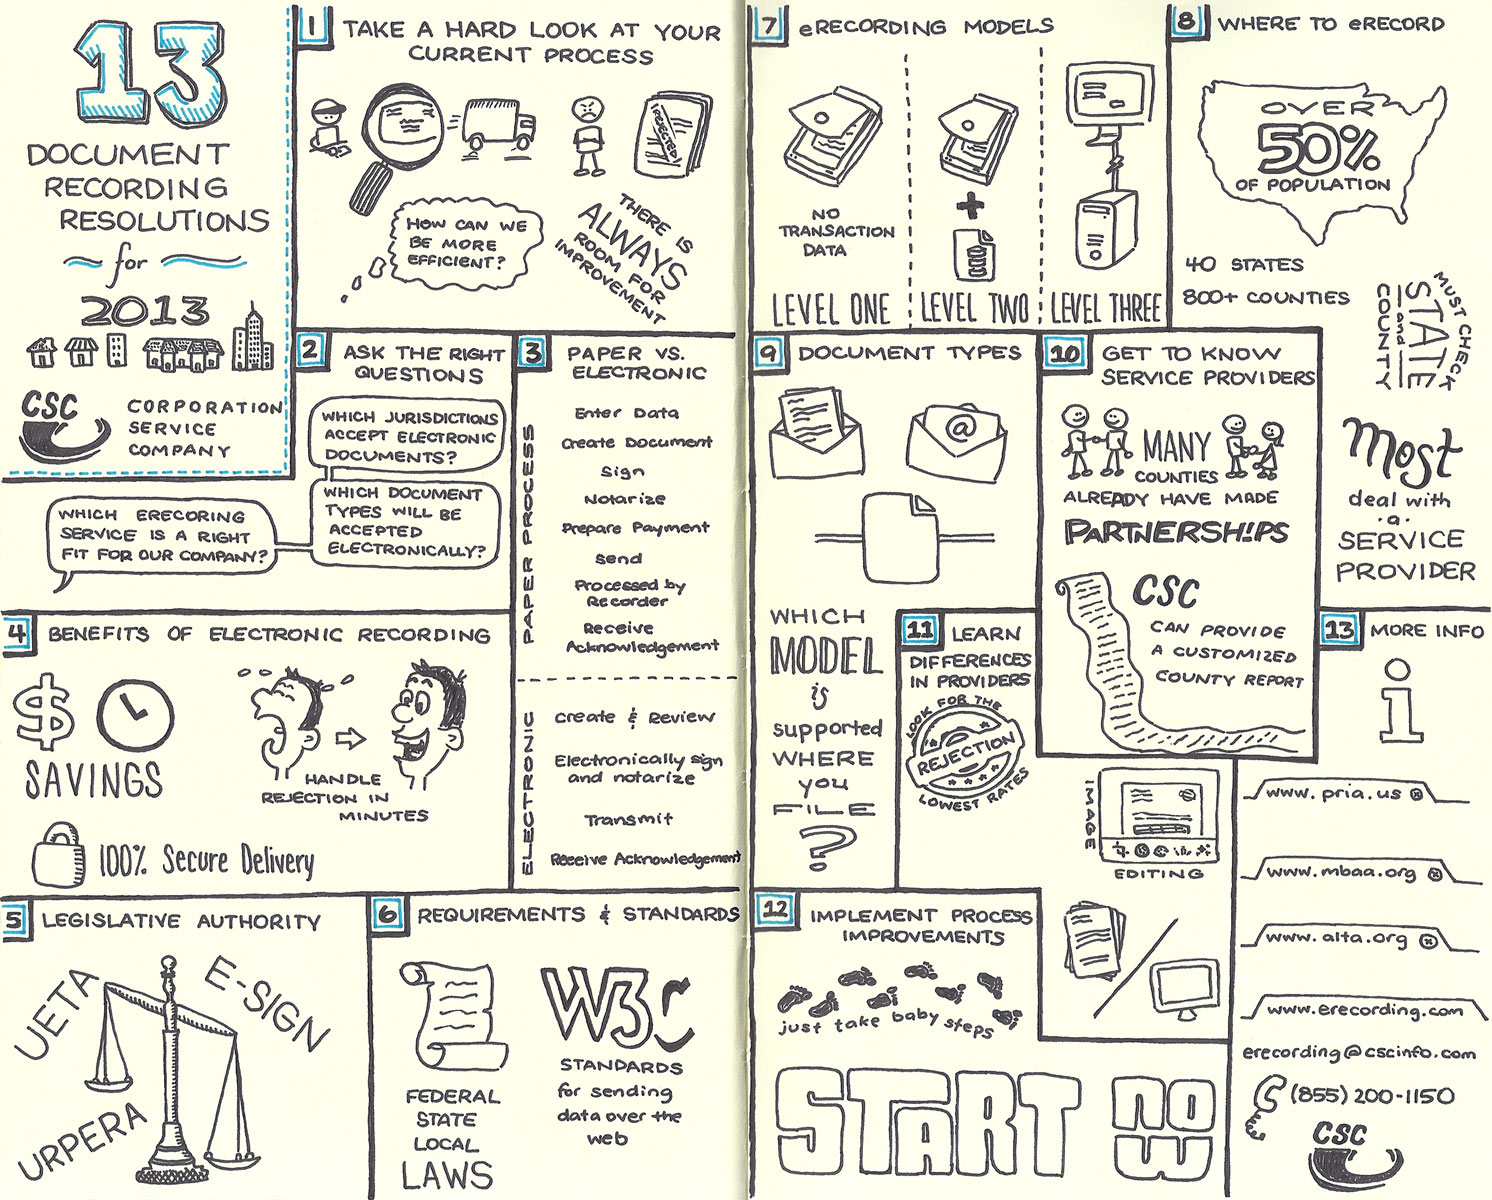 13
DOCUMENT
RECORDING
RESOLUTIONS
for
2013
CSC
CORPORATION
SERVICE
COMPANY
1
TAKE A HARD LOOK AT YOUR
CURRENT PROCESS
REJECTED!
HOW CAN WE
BE MORE
EFFICIENT?
THERE IS
ALWAYS
ROOM FOR
IMPROVEMENT
2
ASK THE RIGHT
QUESTIONS
WHICH JURISDICTIONS
ACCEPT ELECTRONIC
DOCUMENTS?
WHICH DOCUMENT
TYPES WILL BE
ACCEPTED
ELECTRONICALLY?
WHICH ERECORING
SERVICE IS A RIGHT
FIT FOR OUR COMPANY?
3
PAPER VS.
ELECTRONIC
PAPER PROCESS
Enter Data
Create Document
Sign
Notarize
Prepare Payment
Send
Processed by
Recorder
Receive
Acknowledgement
ELECTRONIC
Create & Review
Electronically sign
and notarize
Transmit
Receive Acknowledgement
4
BENEFITS OF ELECTRONIC RECORDING
$
SAVINGS
HANDLE
REJECTION IN
MINUTES
100% Secure Delivery
5
LEGISLATIVE AUTHORITY
UETA
E-SIGN
URPERA
6
REQUIREMENTS & STANDARDS
FEDERAL
STATE
LOCAL
LAWS
W3C
STANDARDS
for sending
data over the
web
7
eRECORDING MODELS
NO
TRANSACTION
DATA
LEVEL ONE
+
LEVEL TWO
LEVEL THREE
8
WHERE TO eRECORD
OVER
50%
OF POPULATION
40 STATES
800+ COUNTIES
MUST CHECK
STATE
and
COUNTY
Most
deal with
a
SERVICE
PROVIDER
9
DOCUMENT TYPES
@
WHICH
MODEL
is
supported
WHERE
you
FILE
?
10
GET TO KNOW
SERVICE PROVIDERS
MANY
COUNTIES
ALREADY HAVE MADE
PARTNERSHIPS
CSC
CAN PROVIDE
A CUSTOMIZED
COUNTY REPORT
11
LEARN
DIFFERENCES
IN PROVIDERS
LOOK FOR THE
REJECTION
LOWEST RATES
IMAGE
EDITING
12
IMPLEMENT PROCESS
IMPROVEMENTS
just take baby steps
START
NOW
13
MORE INFO
i
www.pria.us
www.mbaa.org
www.alta.org
www.erecording.com
erecording@cscinfo.com
(855) 200-1150
CSC